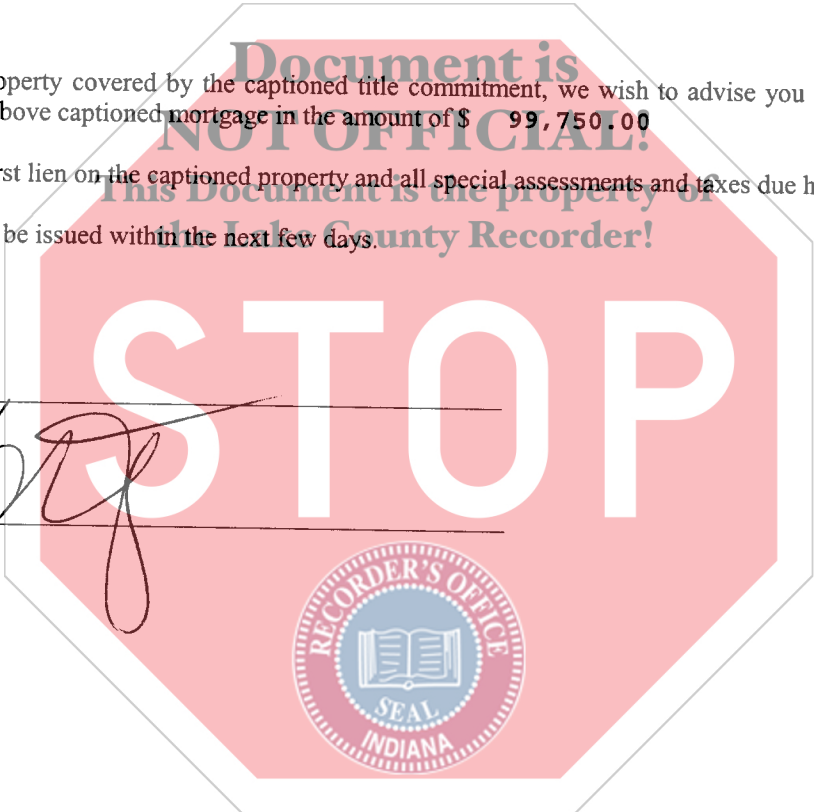 Document is
operty covered by the captioned title commitment, we wish to advise you
bove captioned mortgage in the amount of $ 99,750.00
NOT OFFICIAL!
rst lien on the captioned property and all special assessments and taxes due h
This Document is the property of
be issued within the next few days.
the Lake County Recorder!
STOP
RECORDER'S OFFICE
SEAL
INDIANA